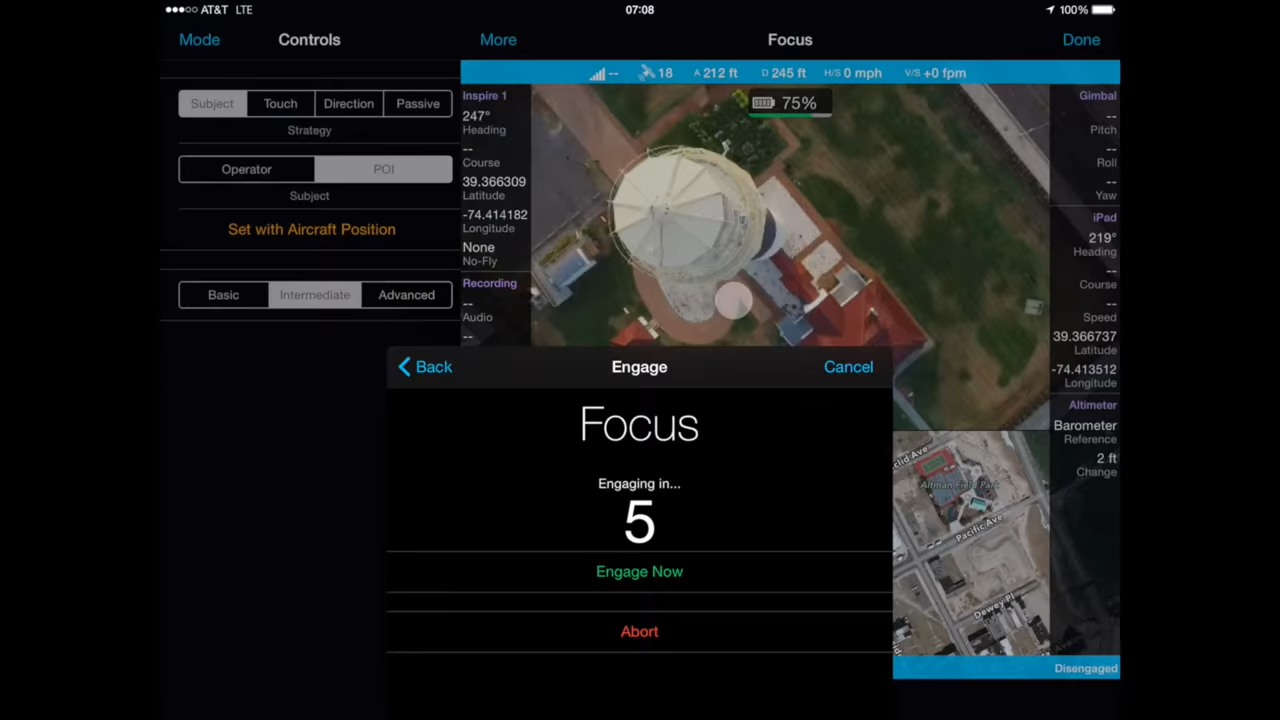 AT&T LTE
07:08
100%
Mode
Controls
More
Focus
Done
-- 18 A 212 ft D 245 ft H/S 0 mph V/S +0 fpm
Subject Touch Direction Passive
Strategy
Operator POI
Subject
Set with Aircraft Position
Basic Intermediate Advanced
Inspire 1
247°
Heading
--
Course
39.366309
Latitude
-74.414182
Longitude
None
No-Fly
Recording
--
Audio
--
75%
Gimbal
--
Pitch
--
Roll
--
Yaw
iPad
219°
Heading
--
Course
--
Speed
39.366737
Latitude
-74.413512
Longitude
Altimeter
Barometer
Reference
2 ft
Change
Back
Engage
Cancel
Focus
Engaging in...
5
Engage Now
Abort
clid Ave
Altman Field Park
Pacific Ave
Dewey Pl
Disengaged